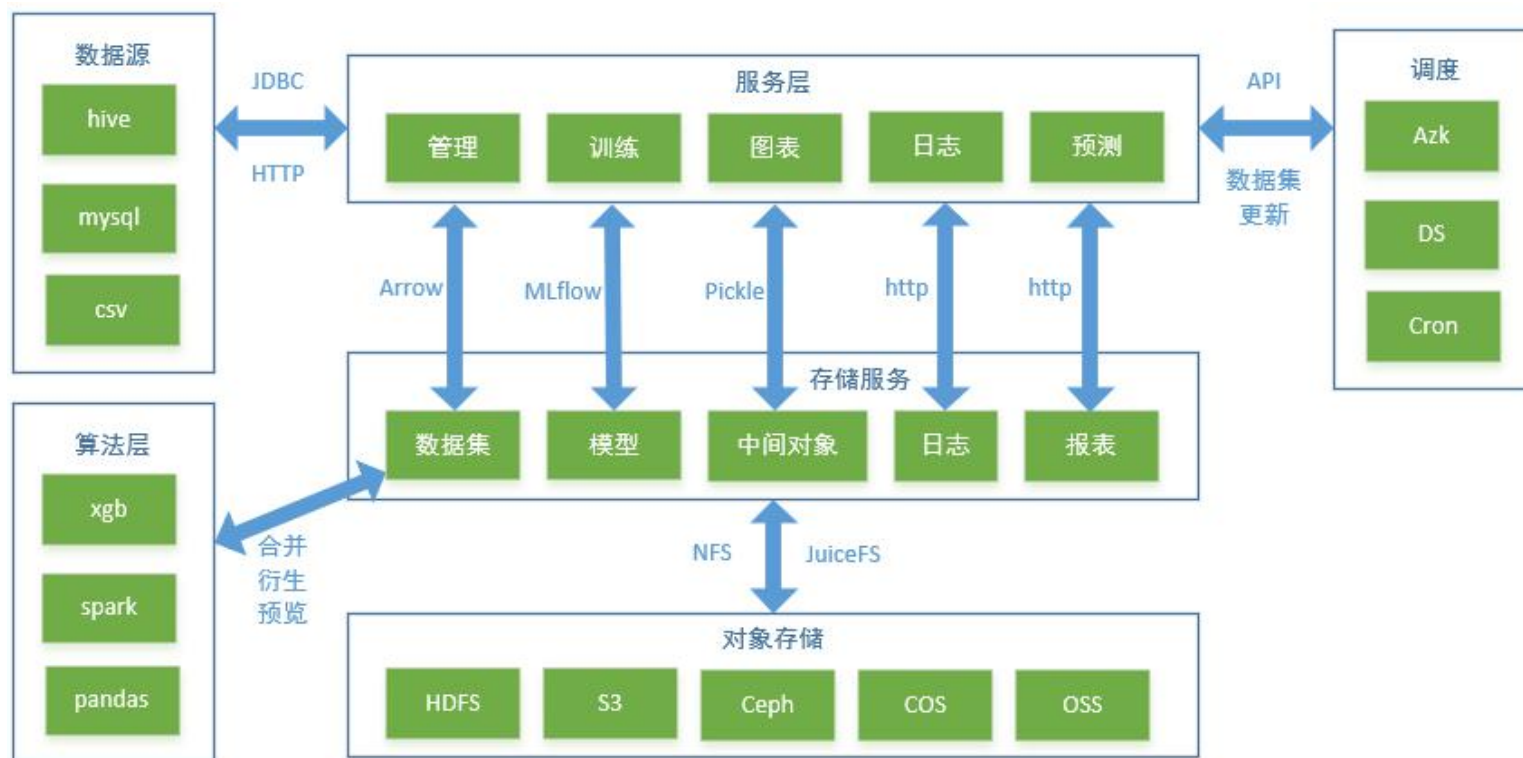 数据源
hive
mysql
csv
JDBC
HTTP
服务层
管理
训练
图表
日志
预测
API
数据集
更新
调度
Azk
DS
Cron
Arrow
MLflow
Pickle
http
http
存储服务
数据集
模型
中间对象
日志
报表
算法层
xgb
spark
pandas
合并
衍生
预览
NFS
JuiceFS
对象存储
HDFS
S3
Ceph
COS
OSS